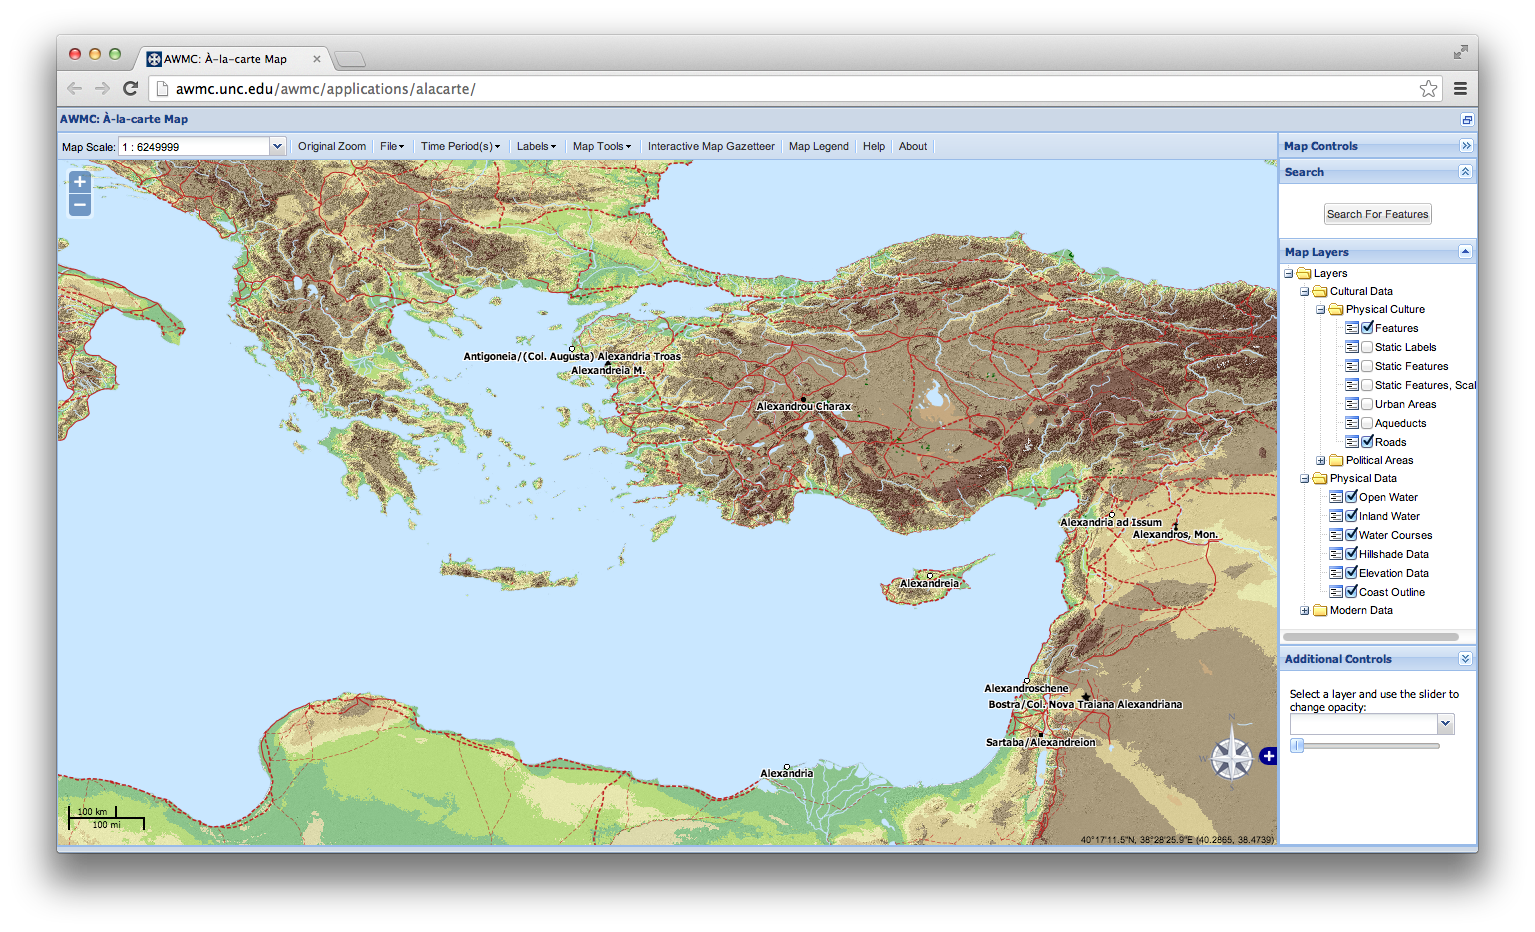 AWMC: À-la-carte Map
awmc.unc.edu/awmc/applications/alacarte/
AWMC: À-la-carte Map
Map Scale: 1 : 6249999 Original Zoom File Time Period(s) Labels Map Tools Interactive Map Gazetteer Map Legend Help About
Antigoneia/(Col. Augusta) Alexandria Troas
Alexandreia M.
Alexandrou Charax
Alexandria ad Issum
Alexandros, Mon.
Alexandreia
Alexandroschene
Bostra/Col. Nova Traiana Alexandriana
Sartaba/Alexandreion
Alexandria
N
W
S
100 km
100 mi
40°17'11.5"N, 38°28'25.9"E (40.2865, 38.4739)
Map Controls
Search
Search For Features
Map Layers
Layers
Cultural Data
Physical Culture
Features
Static Labels
Static Features
Static Features, Scal
Urban Areas
Aqueducts
Roads
Political Areas
Physical Data
Open Water
Inland Water
Water Courses
Hillshade Data
Elevation Data
Coast Outline
Modern Data
Additional Controls
Select a layer and use the slider to
change opacity: